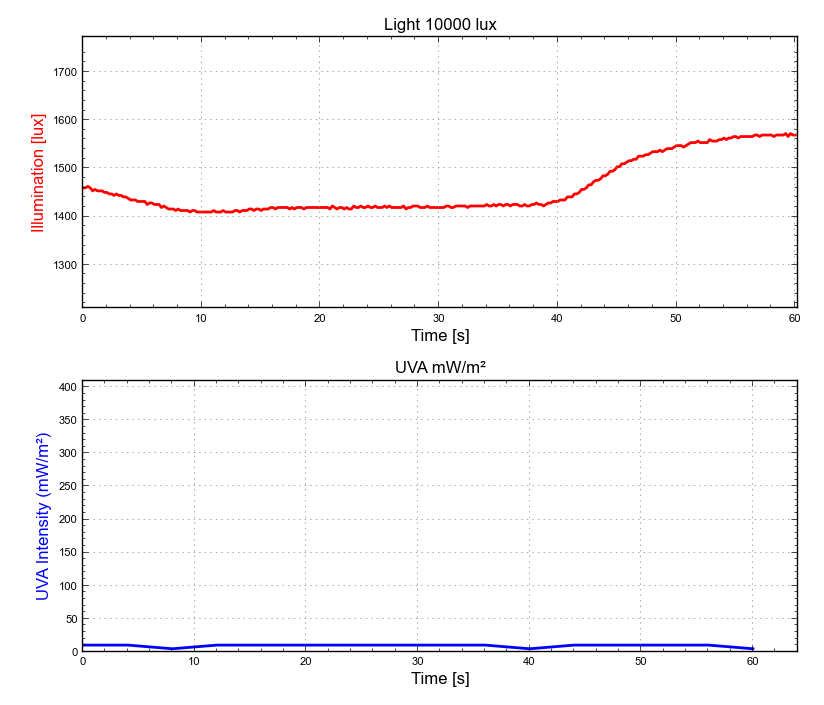 Light 10000 lux
1700
1600
1500
1400
1300
Illumination [lux]
0 10 20 30 40 50 60
Time [s]
UVA mW/m²
400
350
300
250
200
150
100
50
0
UVA Intensity (mW/m²)
0 10 20 30 40 50 60
Time [s]